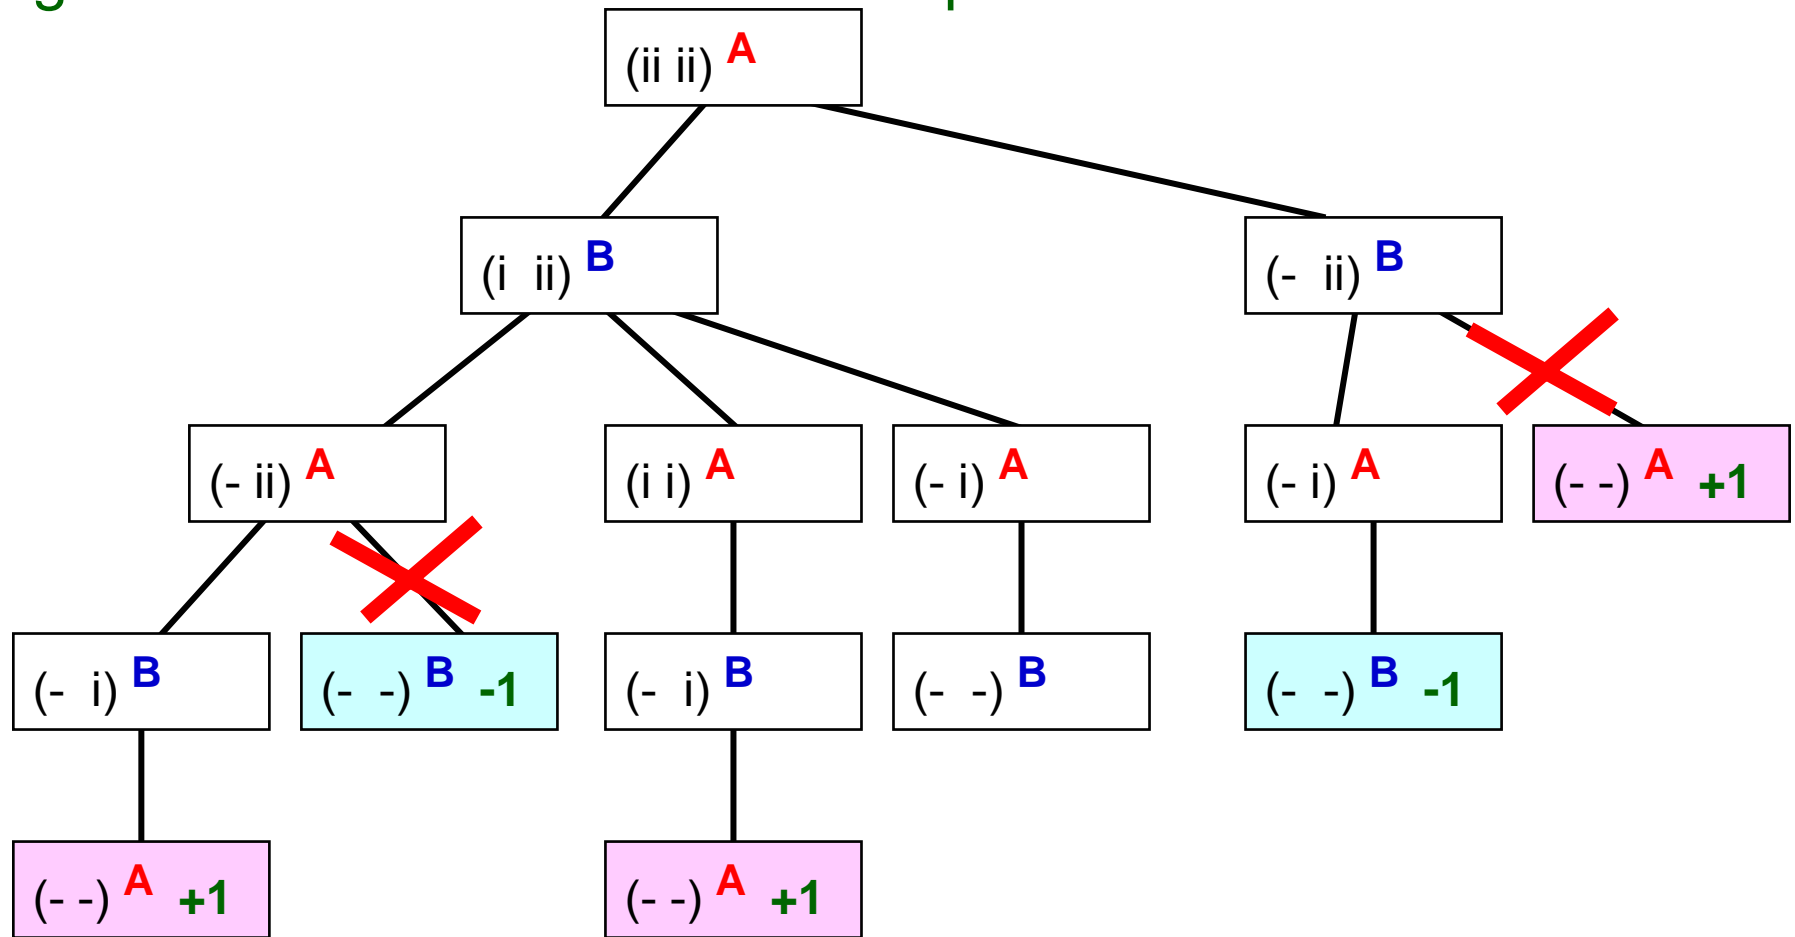 (ii ii) A
(i ii) B
(- ii) B
(- ii) A
(i i) A
(- i) A
(- i) A
(- -) A +1
(- i) B
(- -) B -1
(- i) B
(- -) B
(- -) B -1
(- -) A +1
(- -) A +1